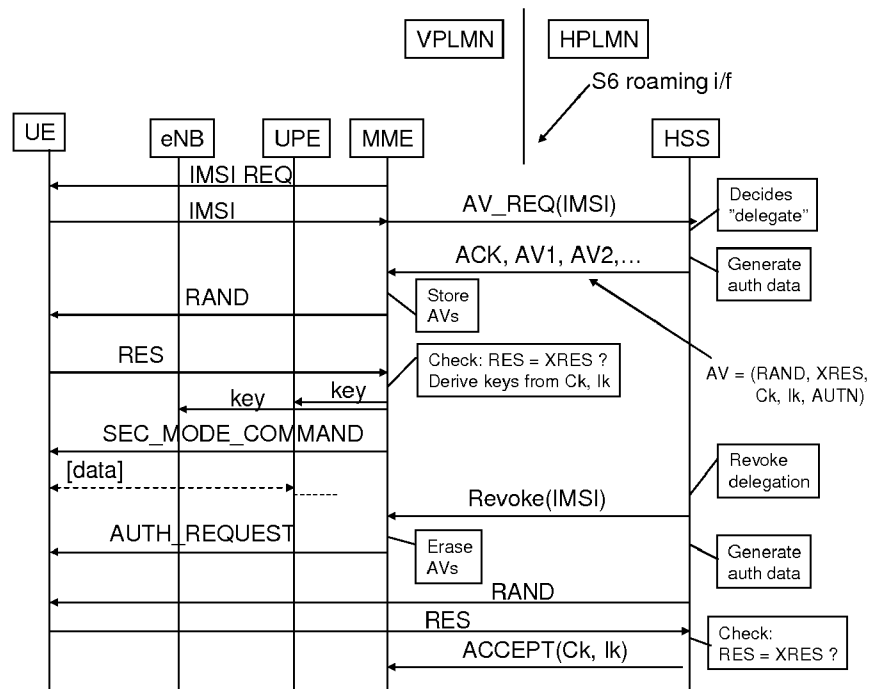 VPLMN
HPLMN
S6 roaming i/f
UE
eNB
UPE
MME
HSS
IMSI REQ
IMSI
AV_REQ(IMSI)
Decides
"delegate"
ACK, AV1, AV2,...
Generate
auth data
RAND
Store
AVs
RES
Check: RES = XRES ?
Derive keys from Ck, Ik
AV = (RAND, XRES,
Ck, Ik, AUTN)
key
key
SEC_MODE_COMMAND
[data]
Revoke
delegation
Revoke(IMSI)
AUTH_REQUEST
Erase
AVs
Generate
auth data
RAND
RES
Check:
RES = XRES ?
ACCEPT(Ck, Ik)